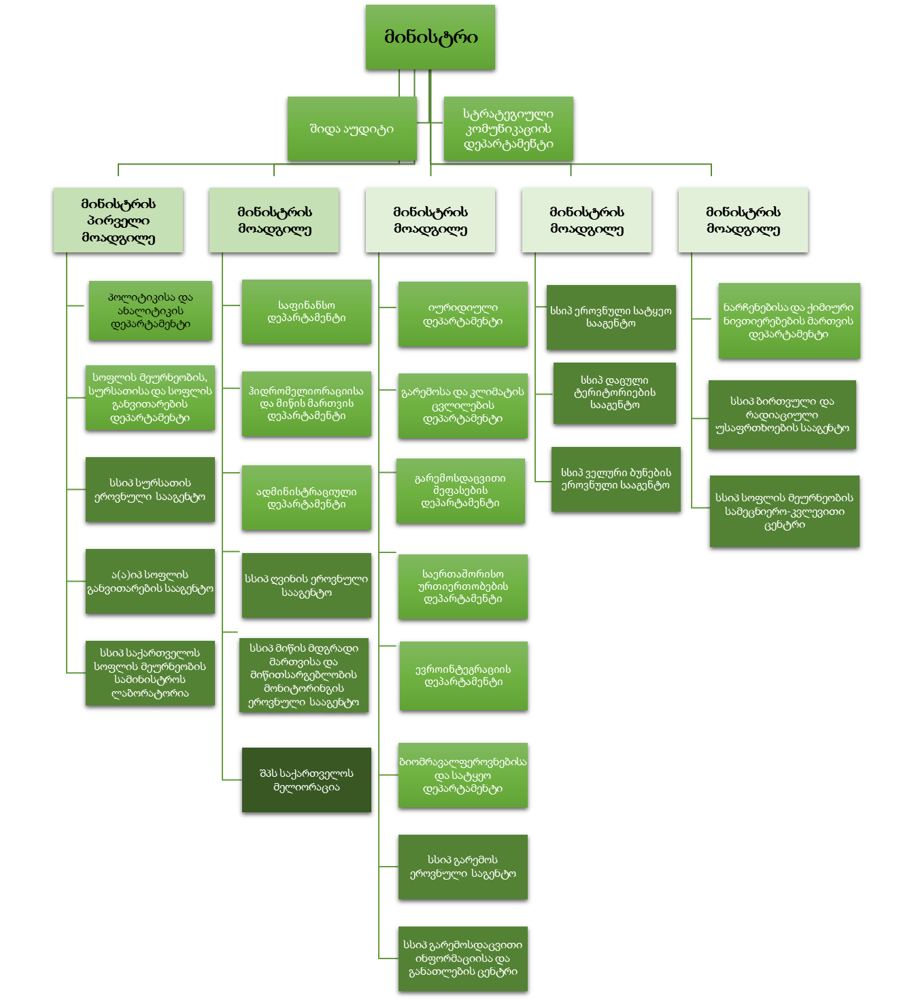 მინისტრი
შიდა აუდიტი
სტრატეგიული
კომუნიკაციის
დეპარტამენტი
მინისტრის
პირველი
მოადგილე
მინისტრის
მოადგილე
მინისტრის
მოადგილე
მინისტრის
მოადგილე
მინისტრის
მოადგილე
პოლიტიკისა და
ანალიტიკის
დეპარტამენტი
სოფლის მეურნეობის,
სურსათისა და სოფლის
განვითარების
დეპარტამენტი
სსიპ სურსათის
ეროვნული სააგენტო
ა(ა)იპ სოფლის
განვითარების სააგენტო
სსიპ საქართველოს
სოფლის მეურნეობის
სამინისტროს
ლაბორატორია
საფინანსო
დეპარტამენტი
ჰიდრომელიორაციისა
და მიწის მართვის
დეპარტამენტი
ადმინისტრაციული
დეპარტამენტი
სსიპ ღვინის ეროვნული
სააგენტო
სსიპ მიწის მდგრადი
მართვისა და
მიწითსარგებლობის
მონიტორინგის
ეროვნული სააგენტო
შპს საქართველოს
მელიორაცია
იურიდიული
დეპარტამენტი
გარემოსა და კლიმატის
ცვლილების
დეპარტამენტი
გარემოსდაცვითი
შეფასების
დეპარტამენტი
საერთაშორისო
ურთიერთობების
დეპარტამენტი
ევროინტეგრაციის
დეპარტამენტი
ბიომრავალფეროვნებისა
და სატყეო
დეპარტამენტი
სსიპ გარემოს
ეროვნული საგენტო
სსიპ გარემოსდაცვითი
ინფორმაციისა და
განათლების ცენტრი
სსიპ ეროვნული სატყეო
სააგენტო
სსიპ დაცული
ტერიტორიების
სააგენტო
სსიპ ველური ბუნების
ეროვნული სააგენტო
ნარჩენებისა და ქიმიური
ნივთიერებების მართვის
დეპარტამენტი
სსიპ ბირთვული და
რადიაციული
უსაფრთხოების სააგენტო
სსიპ სოფლის მეურნეობის
სამეცნიერო-კვლევითი
ცენტრი